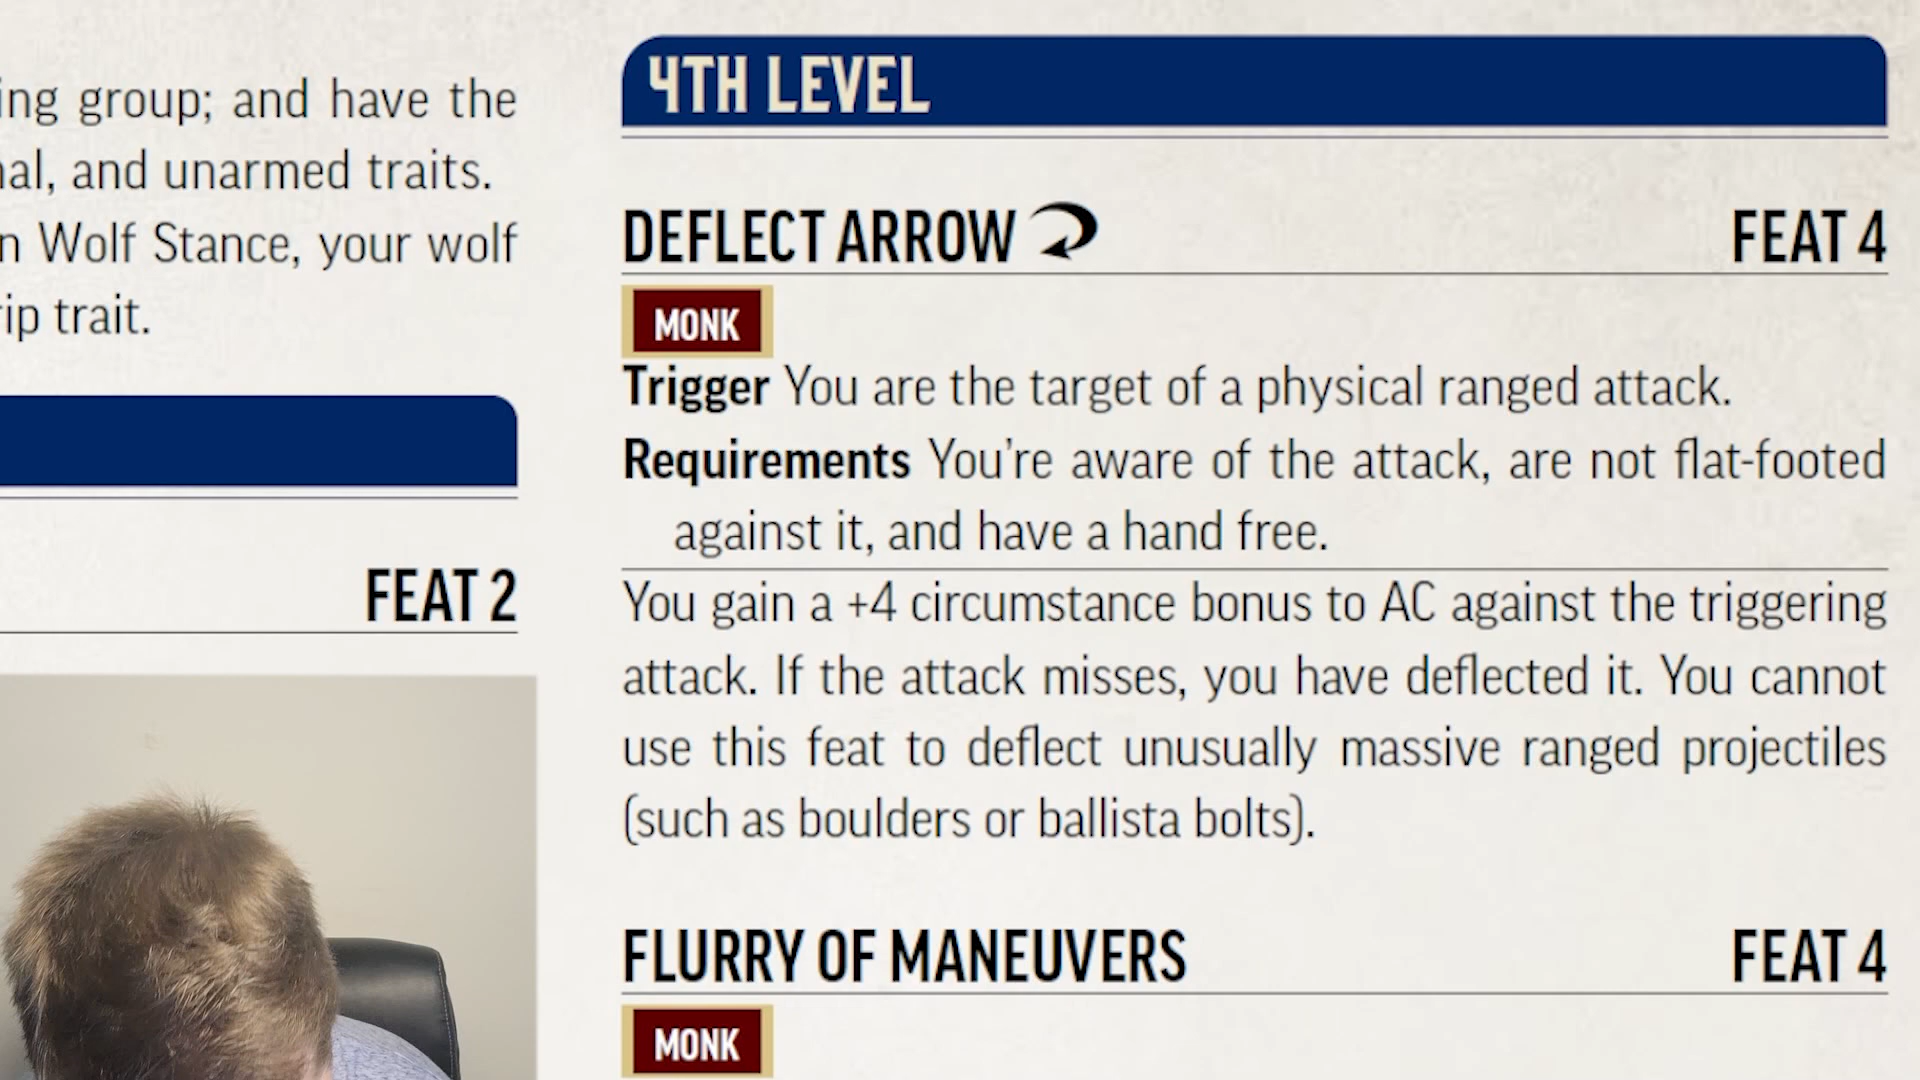 ing group; and have the
and unarmed traits.
Wolf Stance, your wolf
trait.
FEAT 2
4TH LEVEL
DEFLECT ARROW FEAT 4
MONK
Trigger You are the target of a physical ranged attack.
Requirements You're aware of the attack, are not flat-footed
against it, and have a hand free.
You gain a +4 circumstance bonus to AC against the triggering
attack. If the attack misses, you have deflected it. You cannot
use this feat to deflect unusually massive ranged projectiles
(such as boulders or ballista bolts).
FLURRY OF MANEUVERS FEAT 4
MONK